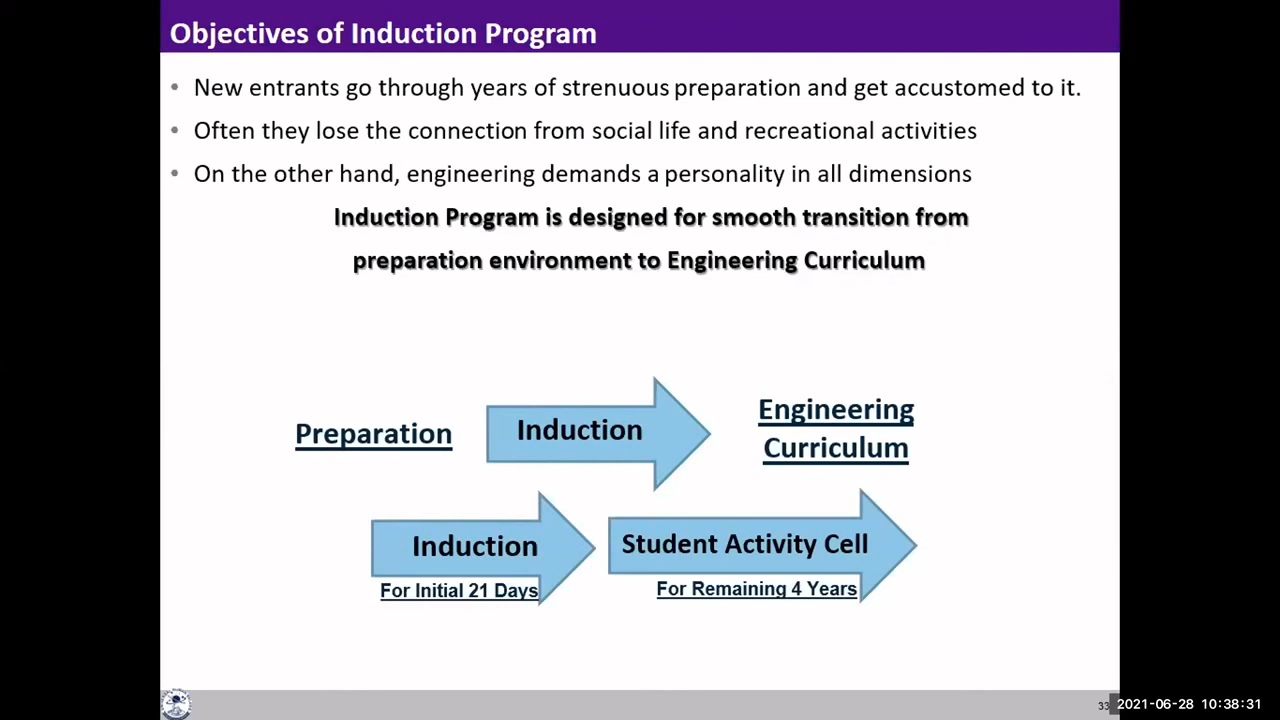 Objectives of Induction Program
• New entrants go through years of strenuous preparation and get accustomed to it.
• Often they lose the connection from social life and recreational activities
• On the other hand, engineering demands a personality in all dimensions
Induction Program is designed for smooth transition from
preparation environment to Engineering Curriculum
Preparation
Induction
Engineering
Curriculum
Induction
For Initial 21 Days
Student Activity Cell
For Remaining 4 Years
33
2021-06-28 10:38:31